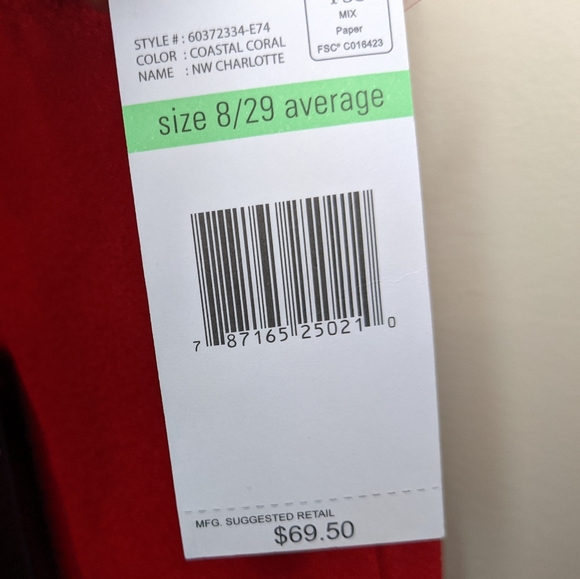 STYLE # : 60372334-E74
COLOR : COASTAL CORAL
NAME : NW CHARLOTTE
MIX
Paper
FSC® C016423
size 8/29 average
7 87165 25021 0
MFG. SUGGESTED RETAIL
$69.50